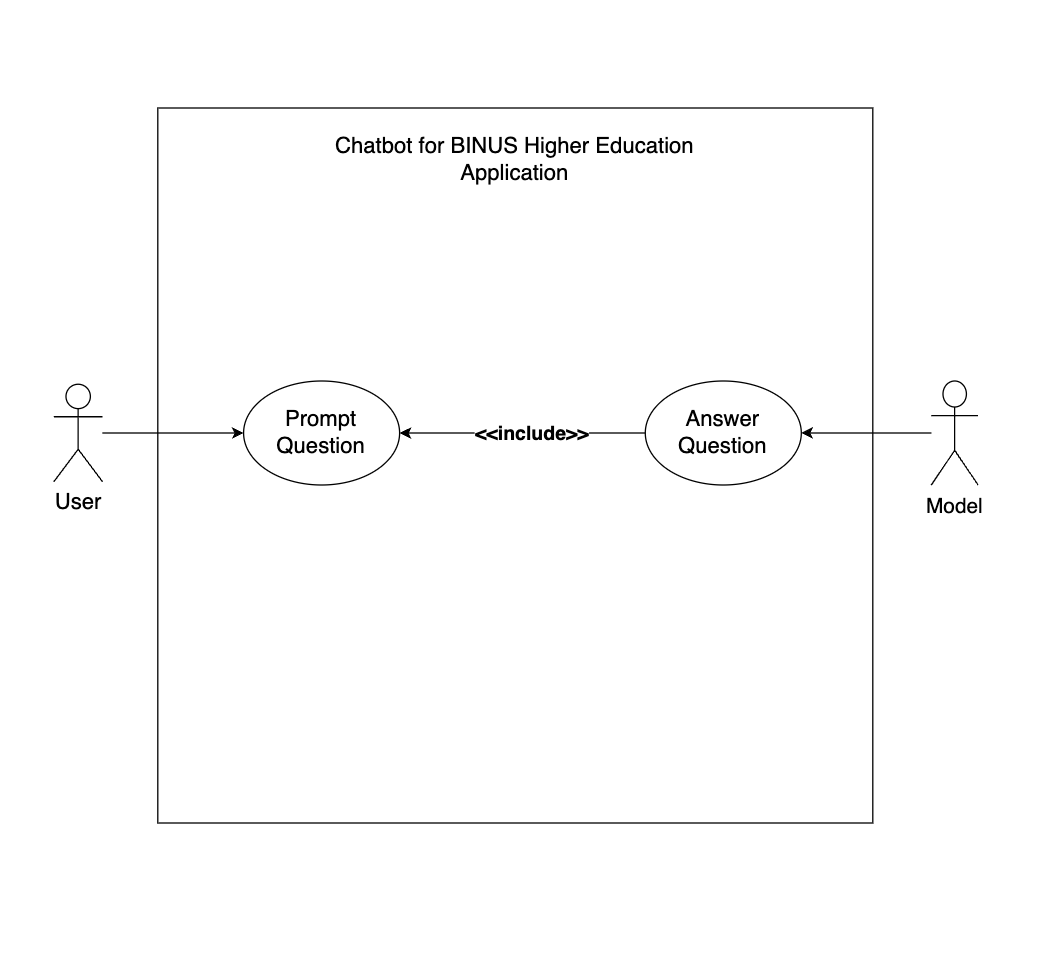 Chatbot for BINUS Higher Education
Application
Prompt
Question
<<include>>
Answer
Question
User
Model